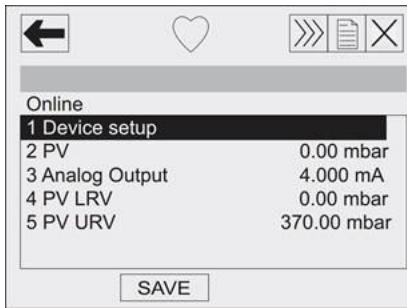 Online
1 Device setup
2 PV 0.00 mbar
3 Analog Output 4.000 mA
4 PV LRV 0.00 mbar
5 PV URV 370.00 mbar
SAVE